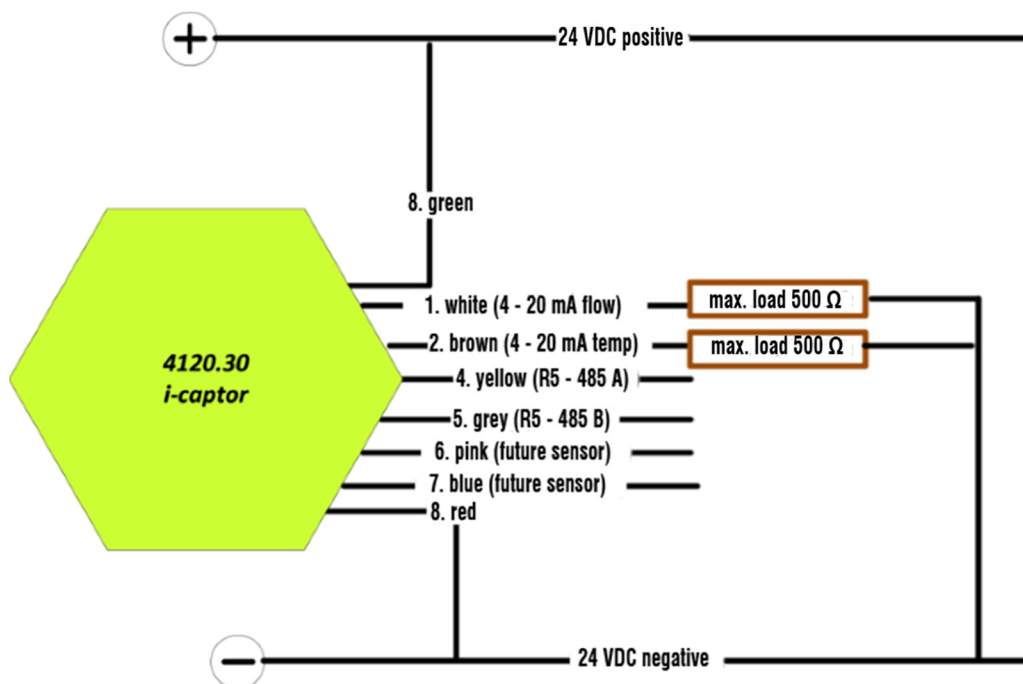 +
24 VDC positive
8. green
1. white (4 - 20 mA flow)
max. load 500 Ω
2. brown (4 - 20 mA temp)
max. load 500 Ω
4120.30
i-captor
4. yellow (R5 - 485 A)
5. grey (R5 - 485 B)
6. pink (future sensor)
7. blue (future sensor)
8. red
−
24 VDC negative